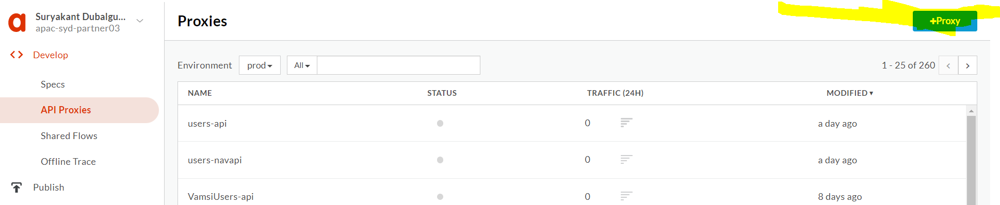 Suryakant Dubalgu...
apac-syd-partner03
Develop
Specs
API Proxies
Shared Flows
Offline Trace
Publish
Proxies
+Proxy
Environment prod All 1 - 25 of 260
NAME STATUS TRAFFIC (24H) MODIFIED
users-api 0 a day ago
users-navapi 0 a day ago
VamsiUsers-api 0 8 days ago